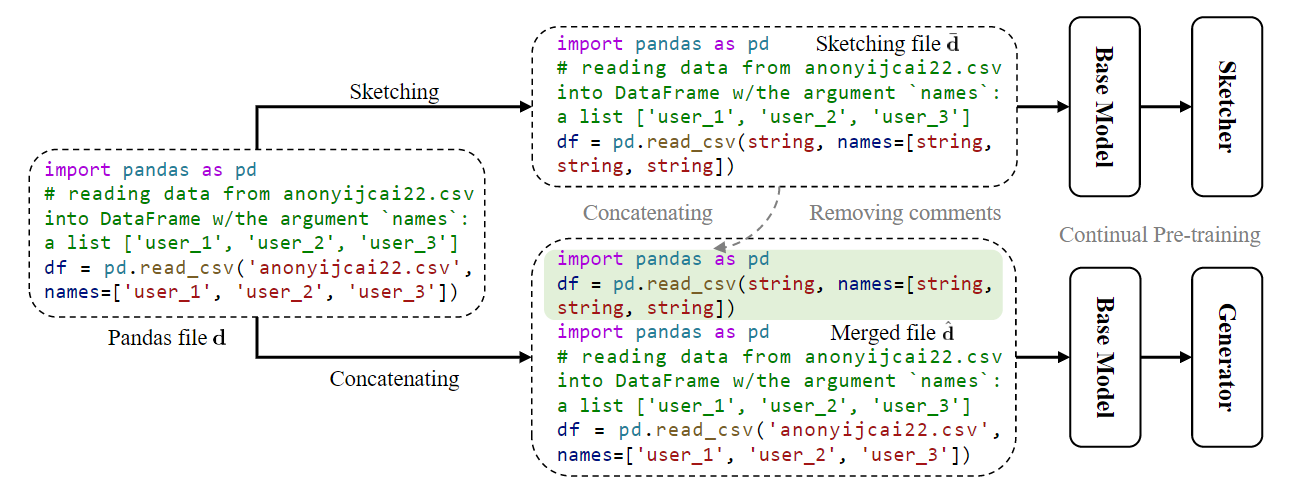 import pandas as pd
Sketching file d̄
# reading data from anonyijcai22.csv
into DataFrame w/the argument `names`:
a list ['user_1', 'user_2', 'user_3']
df = pd.read_csv(string, names=[string,
string, string])
Sketching
Base Model
Sketcher
import pandas as pd
# reading data from anonyijcai22.csv
into DataFrame w/the argument `names`:
a list ['user_1', 'user_2', 'user_3']
df = pd.read_csv('anonyijcai22.csv',
names=['user_1', 'user_2', 'user_3'])
Pandas file d
Concatenating
Removing comments
Continual Pre-training
Concatenating
import pandas as pd
df = pd.read_csv(string, names=[string,
string, string])
import pandas as pd
Merged file d̂
# reading data from anonyijcai22.csv
into DataFrame w/the argument `names`:
a list ['user_1', 'user_2', 'user_3']
df = pd.read_csv('anonyijcai22.csv',
names=['user_1', 'user_2', 'user_3'])
Base Model
Generator